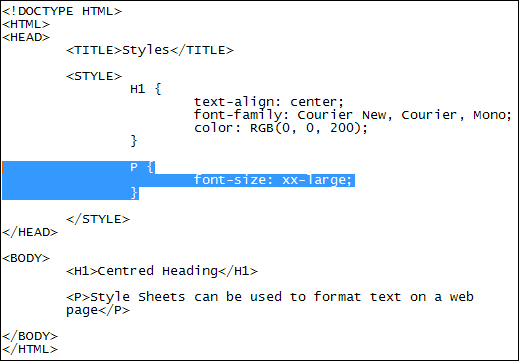 <!DOCTYPE HTML>
<HTML>
<HEAD>
<TITLE>Styles</TITLE>
<STYLE>
H1 {
text-align: center;
font-family: Courier New, Courier, Mono;
color: RGB(0, 0, 200);
}
P {
font-size: xx-large;
}
</STYLE>
</HEAD>
<BODY>
<H1>Centred Heading</H1>
<P>Style Sheets can be used to format text on a web
page</P>
</BODY>
</HTML>